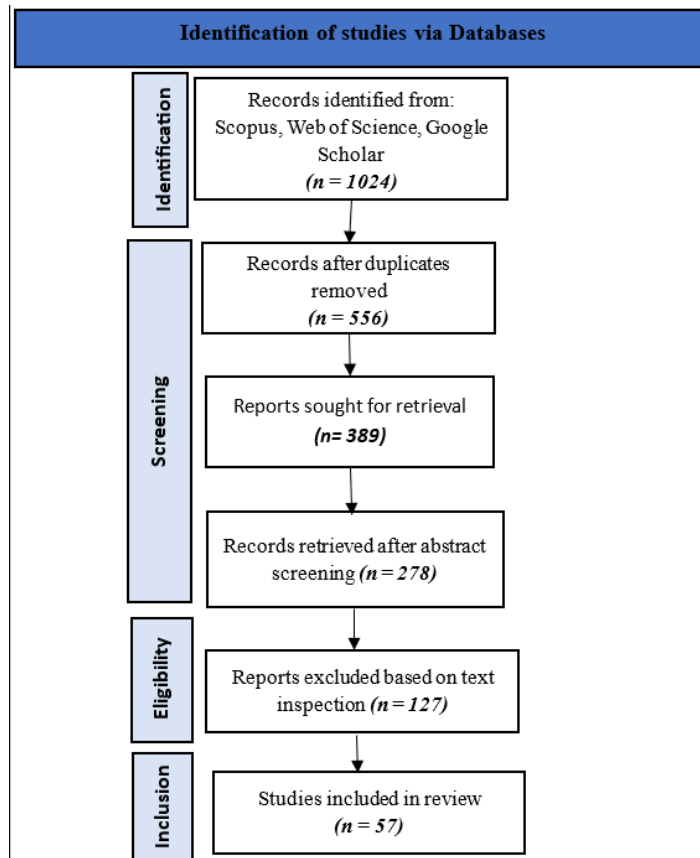 Identification of studies via Databases
Identification
Records identified from:
Scopus, Web of Science, Google
Scholar
(n = 1024)
Screening
Records after duplicates
removed
(n = 556)
Reports sought for retrieval
(n= 389)
Records retrieved after abstract
screening (n = 278)
Eligibility
Reports excluded based on text
inspection (n = 127)
Inclusion
Studies included in review
(n = 57)